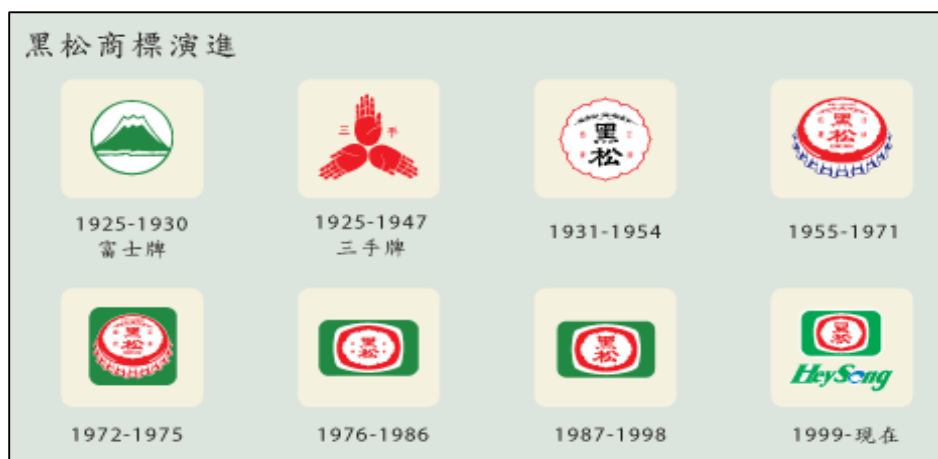 黑松商標演進
三 手
黑松
黑松
1925-1930
富士牌
1925-1947
三手牌
1931-1954
1955-1971
黑松
黑松
黑松
黑松
HeySong
1972-1975
1976-1986
1987-1998
1999-現在